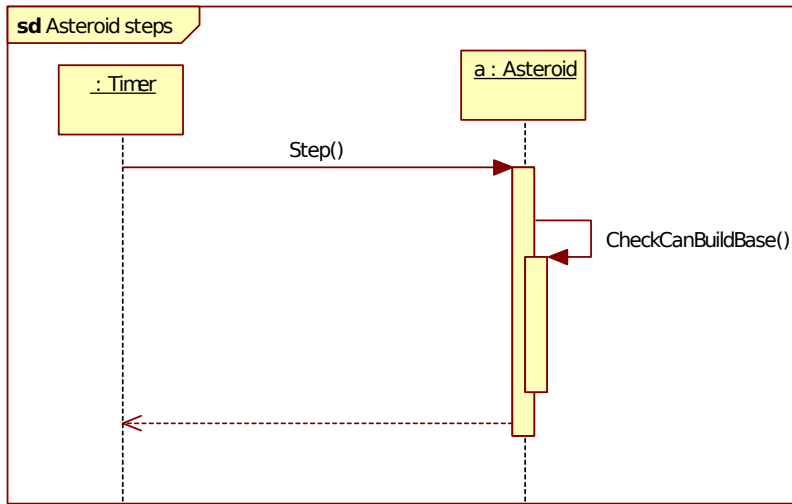 sd Asteroid steps
: Timer
a : Asteroid
Step()
CheckCanBuildBase()